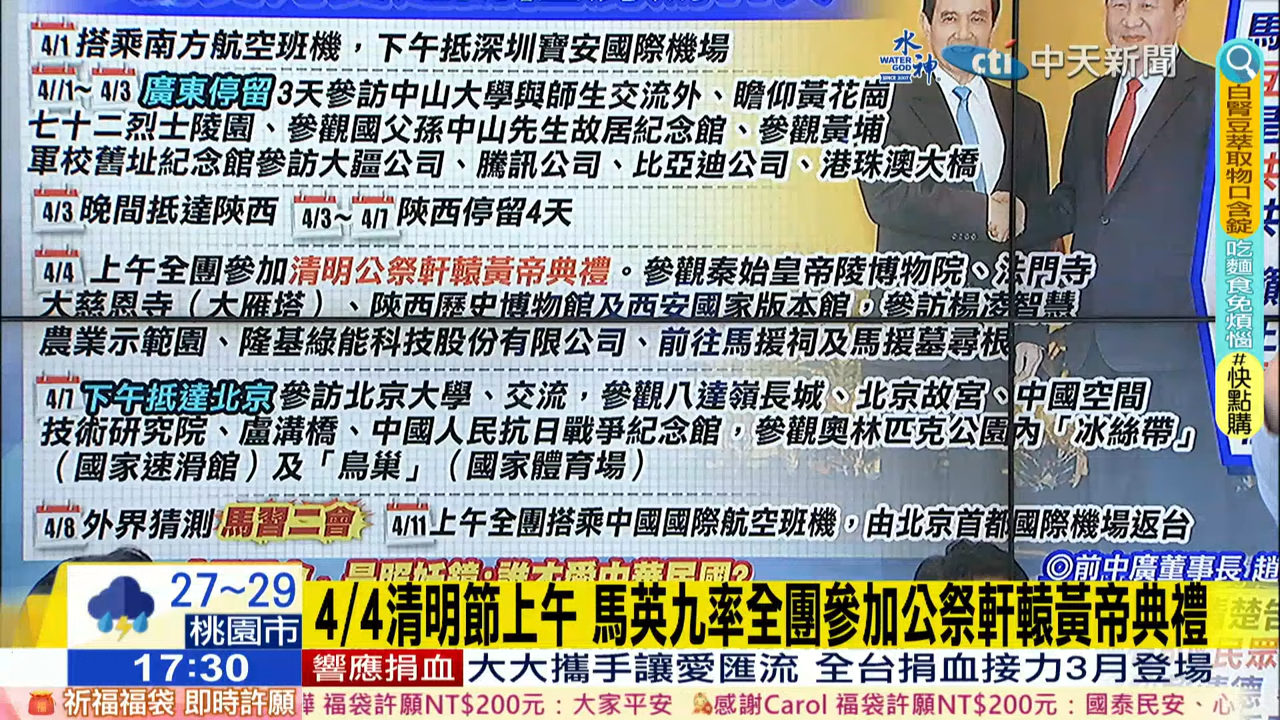 4/1 搭乘南方航空班機，下午抵深圳寶安國際機場
4/1~ 4/3 廣東停留 3天參訪中山大學與師生交流外、瞻仰黃花崗
七十二烈士陵園、參觀國父孫中山先生故居紀念館、參觀黃埔
軍校舊址紀念館參訪大疆公司、騰訊公司、比亞迪公司、港珠澳大橋
4/3 晚間抵達陝西 4/3~ 4/7 陝西停留4天
4/4 上午全團參加清明公祭軒轅黃帝典禮。參觀秦始皇帝陵博物院、法門寺
大慈恩寺（大雁塔）、陝西歷史博物館及西安國家版本館，參訪楊凌智慧
農業示範園、隆基綠能科技股份有限公司、前往馬援祠及馬援墓尋根
4/7 下午抵達北京 參訪北京大學、交流，參觀八達嶺長城、北京故宮、中國空間
技術研究院、盧溝橋、中國人民抗日戰爭紀念館，參觀奧林匹克公園內「冰絲帶」
（國家速滑館）及「鳥巢」（國家體育場）
4/8 外界猜測 馬習二會 4/11 上午全團搭乘中國國際航空班機，由北京首都國際機場返台
水神
WATER GOD
SINCE 2007
cti 中天新聞
白腎豆萃取物口含錠
吃麵食免煩惱
#快點購
◎前中廣董事長 趙
27~29
桃園市
17:30
4/4清明節上午 馬英九率全團參加公祭軒轅黃帝典禮
響應捐血 大大攜手讓愛匯流 全台捐血接力3月登場
祈福福袋 即時許願 福袋許願NT$200元：大家平安 感謝Carol 福袋許願NT$200元：國泰民安、心